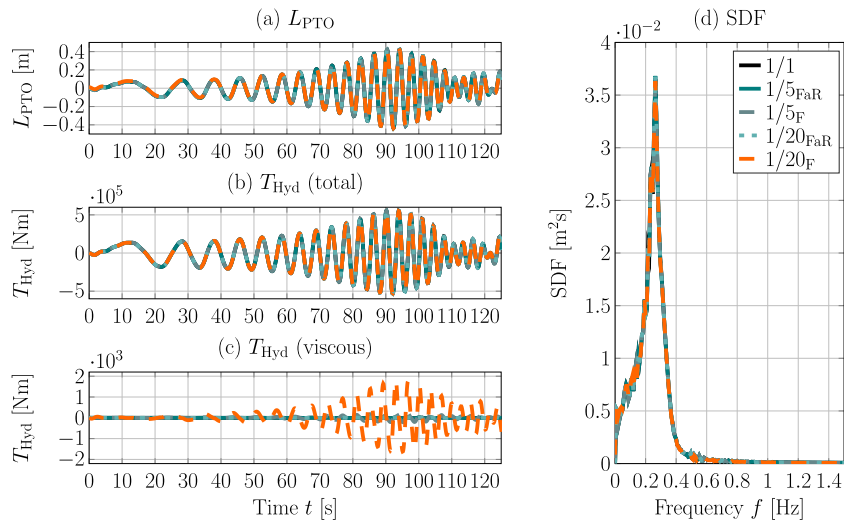 (a) L_PTO
L_PTO [m]
0.4
0.2
0
−0.2
−0.4
0 10 20 30 40 50 60 70 80 90 100 110 120
(b) T_Hyd (total)
·10^5
T_Hyd [Nm]
5
0
−5
0 10 20 30 40 50 60 70 80 90 100 110 120
(c) T_Hyd (viscous)
·10^3
T_Hyd [Nm]
2
1
0
−1
−2
0 10 20 30 40 50 60 70 80 90 100 110 120
Time t [s]
(d) SDF
·10^−2
SDF [m^2s]
4
3.5
3
2.5
2
1.5
1
0.5
0
0 0.2 0.4 0.6 0.8 1 1.2 1.4
Frequency f [Hz]
1/1
1/5_FaR
1/5_F
1/20_FaR
1/20_F